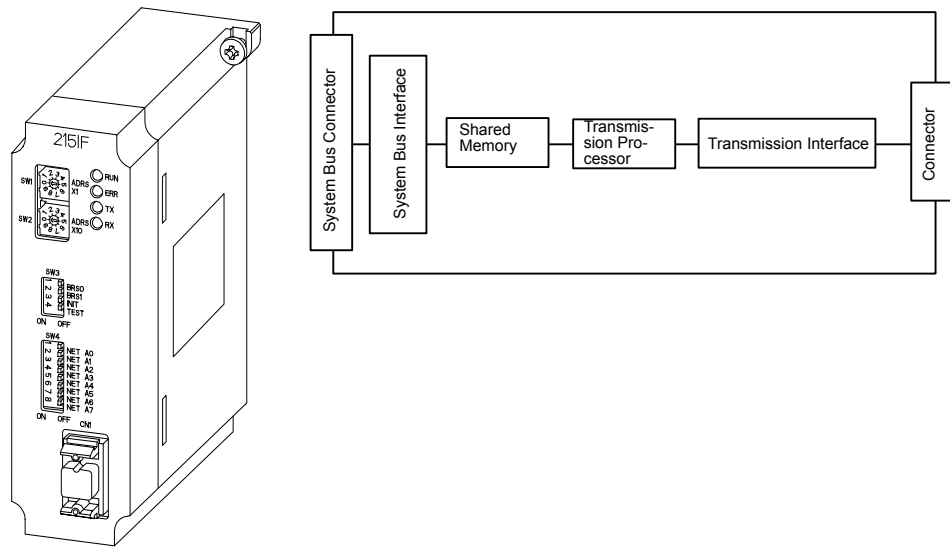 215IF
SW1
ADRS
X1
RUN
ERR
TX
RX
SW2
ADRS
X10
SW3
1
2
3
4
BRS0
BRS1
INIT
TEST
ON OFF
SW4
1
2
3
4
5
6
7
8
NET A0
NET A1
NET A2
NET A3
NET A4
NET A5
NET A6
NET A7
ON OFF
CN1
System Bus Connector
System Bus Interface
Shared
Memory
Transmis-
sion Pro-
cessor
Transmission Interface
Connector